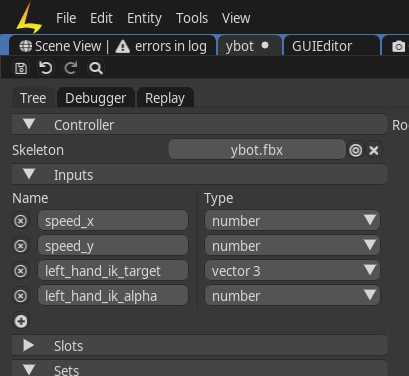 File Edit Entity Tools View
Scene View | errors in log ybot GUIEditor
Tree Debugger Replay
Controller
Ro
Skeleton ybot.fbx
Inputs
Name Type
speed_x number
speed_y number
left_hand_ik_target vector 3
left_hand_ik_alpha number
Slots
Sets